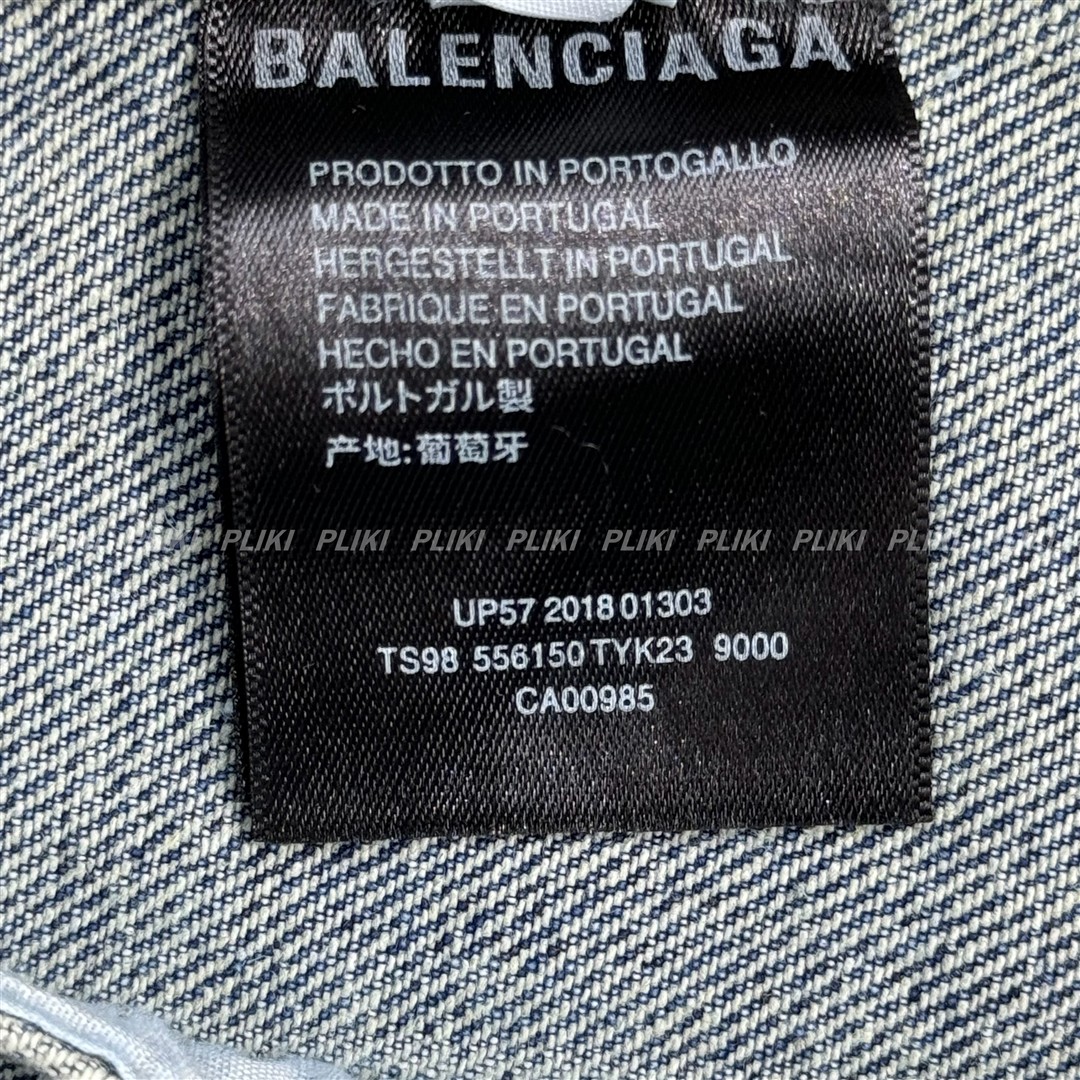 BALENCIAGA
PRODOTTO IN PORTOGALLO
MADE IN PORTUGAL
HERGESTELLT IN PORTUGAL
FABRIQUE EN PORTUGAL
HECHO EN PORTUGAL
ポルトガル製
产地:葡萄牙
PLIKI PLIKI PLIKI PLIKI PLIKI PLIKI PLIKI PLI
UP57 2018 01303
TS98 556150 TYK23 9000
CA00985